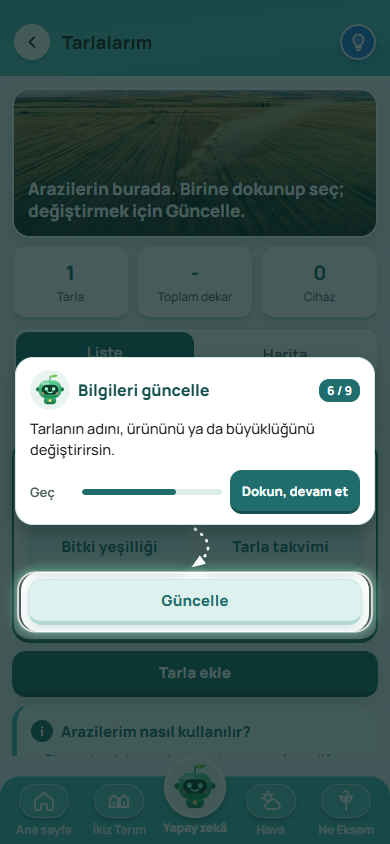 Tarlalarım
Arazilerin burada. Birine dokunup seç;
değiştirmek için Güncelle.
1
Tarla
-
Toplam dekar
0
Cihaz
Liste
Harita
Bilgileri güncelle
6 / 9
Tarlanın adını, ürününü ya da büyüklüğünü
değiştirirsin.
Geç
Dokun, devam et
Bitki yeşilliği
Tarla takvimi
Güncelle
Tarla ekle
i
Arazilerim nasıl kullanılır?
Ana sayfa
İkiz Tarım
Yapay zekâ
Hava
Ne Eksem